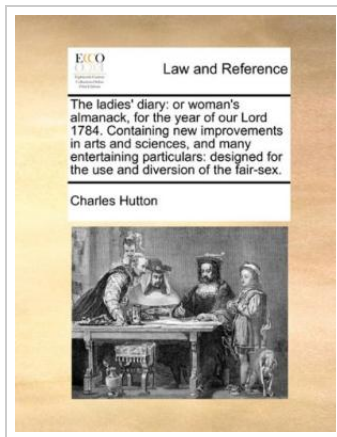 ECCO
Law and Reference
The ladies' diary: or woman's
almanack, for the year of our Lord
1784. Containing new improvements
in arts and sciences, and many
entertaining particulars: designed for
the use and diversion of the fair-sex.
Charles Hutton